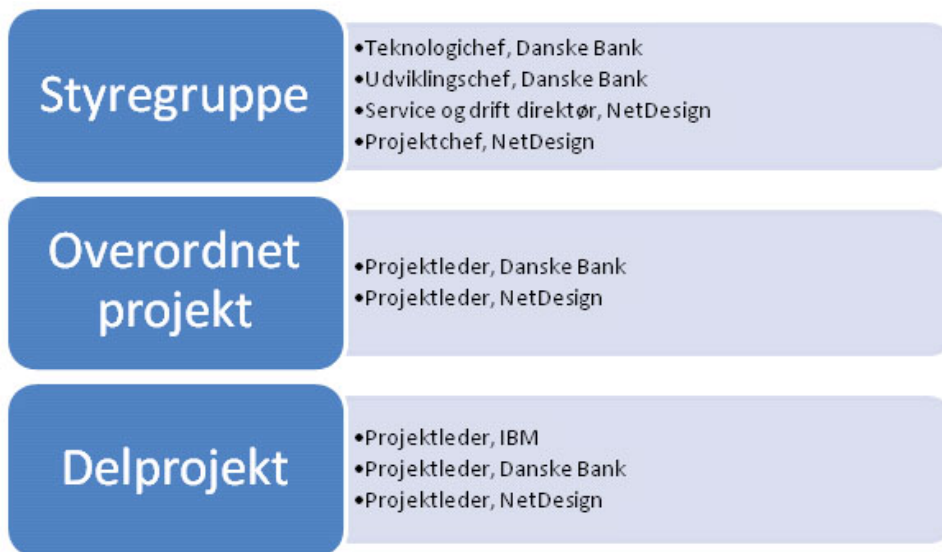 Styregruppe
•Teknologichef, Danske Bank
•Udviklingschef, Danske Bank
•Service og drift direktør, NetDesign
•Projektchef, NetDesign
Overordnet
projekt
•Projektleder, Danske Bank
•Projektleder, NetDesign
Delprojekt
•Projektleder, IBM
•Projektleder, Danske Bank
•Projektleder, NetDesign